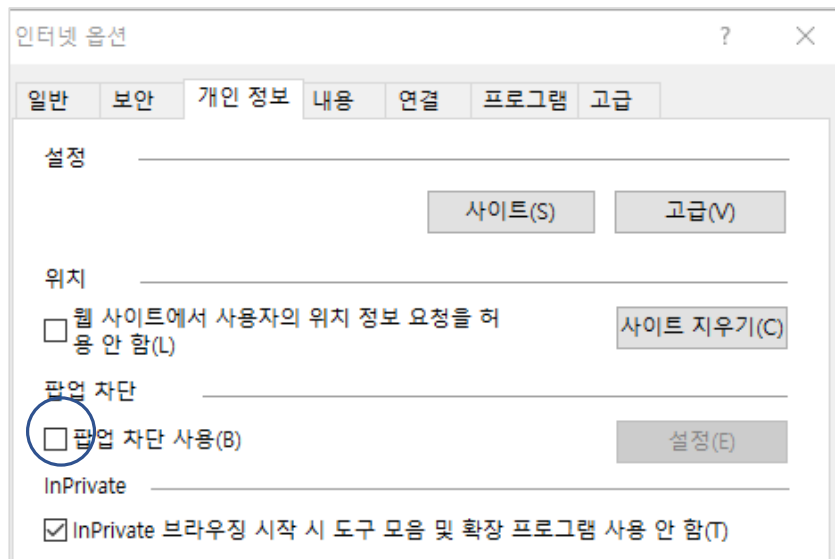 인터넷 옵션 ?
일반 보안 개인 정보 내용 연결 프로그램 고급
설정
사이트(S) 고급(V)
위치
웹 사이트에서 사용자의 위치 정보 요청을 허
용 안 함(L)
사이트 지우기(C)
팝업 차단
팝업 차단 사용(B) 설정(E)
InPrivate
InPrivate 브라우징 시작 시 도구 모음 및 확장 프로그램 사용 안 함(T)